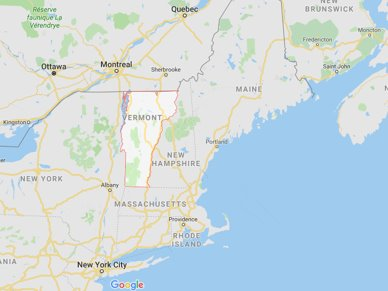 Quebec
NEW
BRUNSWICK
Réserve
faunique La
Vérendrye
Fredericton
Moncton
Montreal
Sherbrooke
Ottawa
Saint John
MAINE
Kingston
VERMONT
Portland
NEW
HAMPSHIRE
NEW YORK
Albany
MASSACHUSETTS
Providence
RHODE
ISLAND
ANIA
New York City
Google